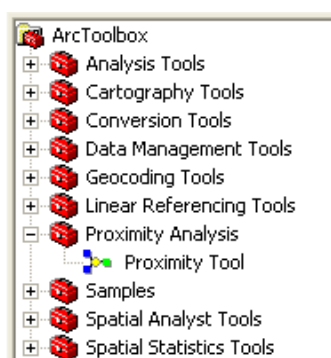 ArcToolbox
Analysis Tools
Cartography Tools
Conversion Tools
Data Management Tools
Geocoding Tools
Linear Referencing Tools
Proximity Analysis
Proximity Tool
Samples
Spatial Analyst Tools
Spatial Statistics Tools